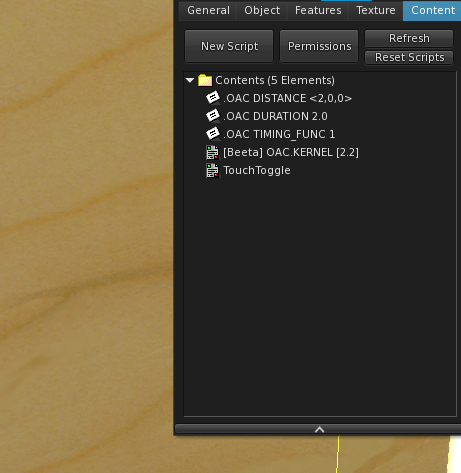 General Object Features Texture Content
New Script Permissions Refresh
Reset Scripts
Contents (5 Elements)
.OAC DISTANCE <2,0,0>
.OAC DURATION 2.0
.OAC TIMING_FUNC 1
[Beeta] OAC.KERNEL [2.2]
TouchToggle